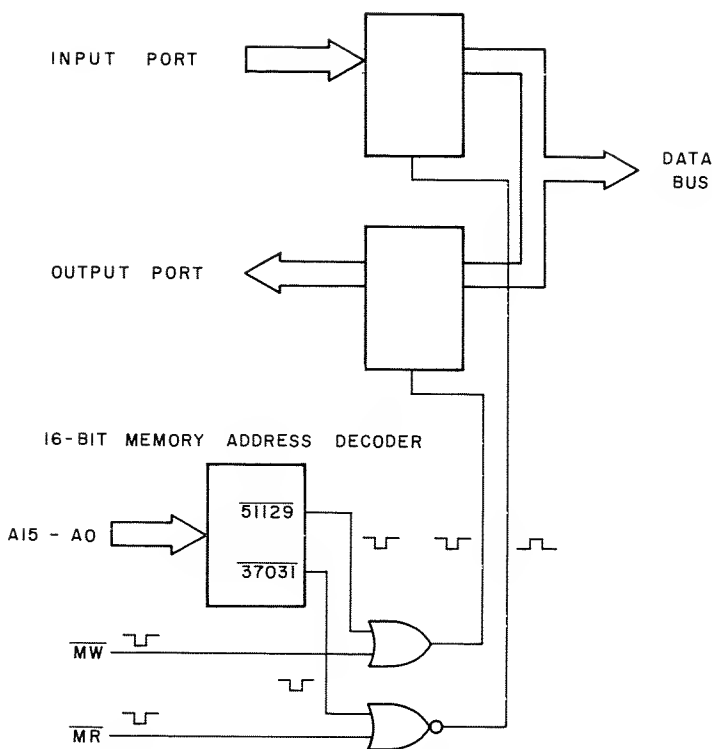 INPUT PORT
DATA
BUS
OUTPUT PORT
16-BIT MEMORY ADDRESS DECODER
51129
A15 - A0
37031
MW
MR